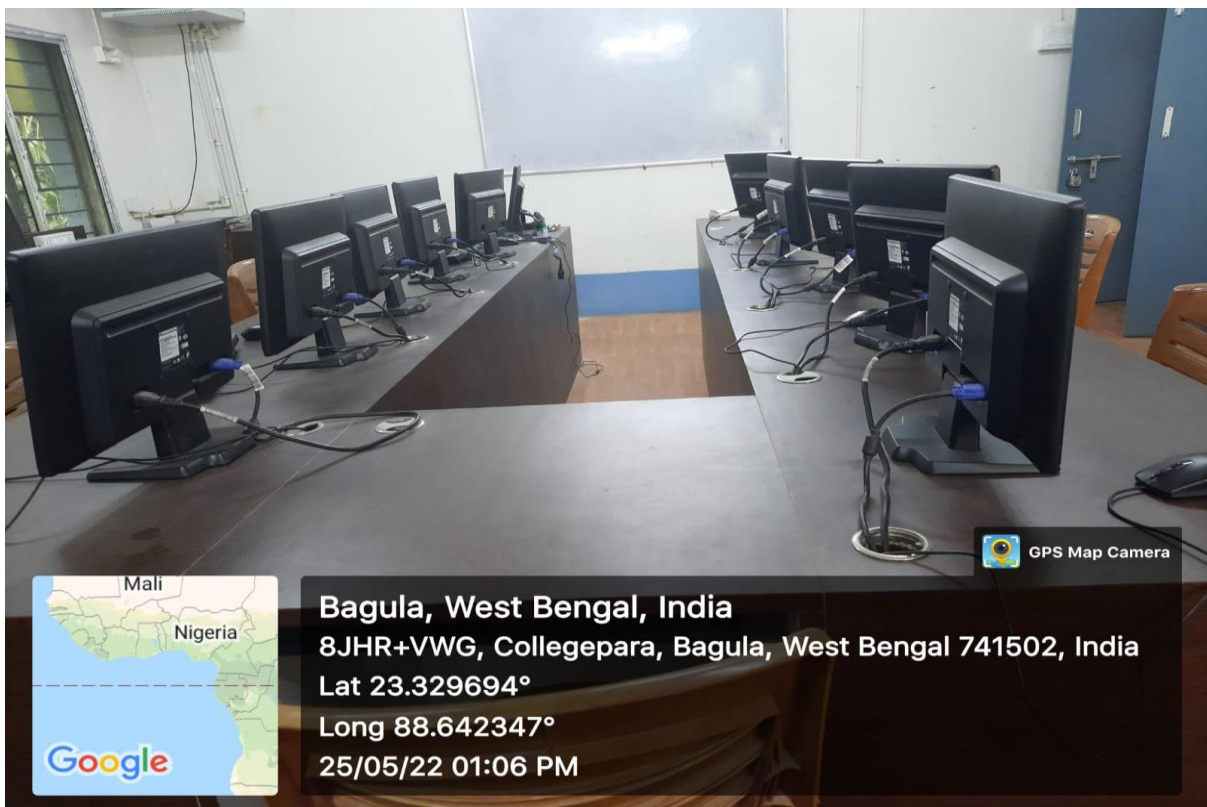 GPS Map Camera
Mali
Nigeria
Google
Bagula, West Bengal, India
8JHR+VWG, Collegepara, Bagula, West Bengal 741502, India
Lat 23.329694°
Long 88.642347°
25/05/22 01:06 PM